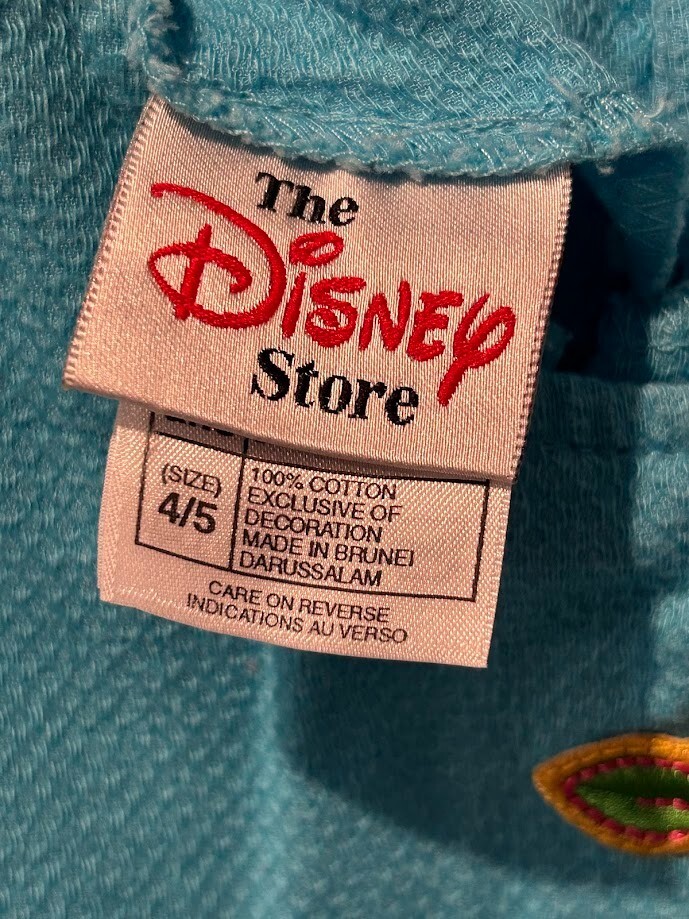 The
Disney
Store
(SIZE)
4/5
100% COTTON
EXCLUSIVE OF
DECORATION
MADE IN BRUNEI
DARUSSALAM
CARE ON REVERSE
INDICATIONS AU VERSO